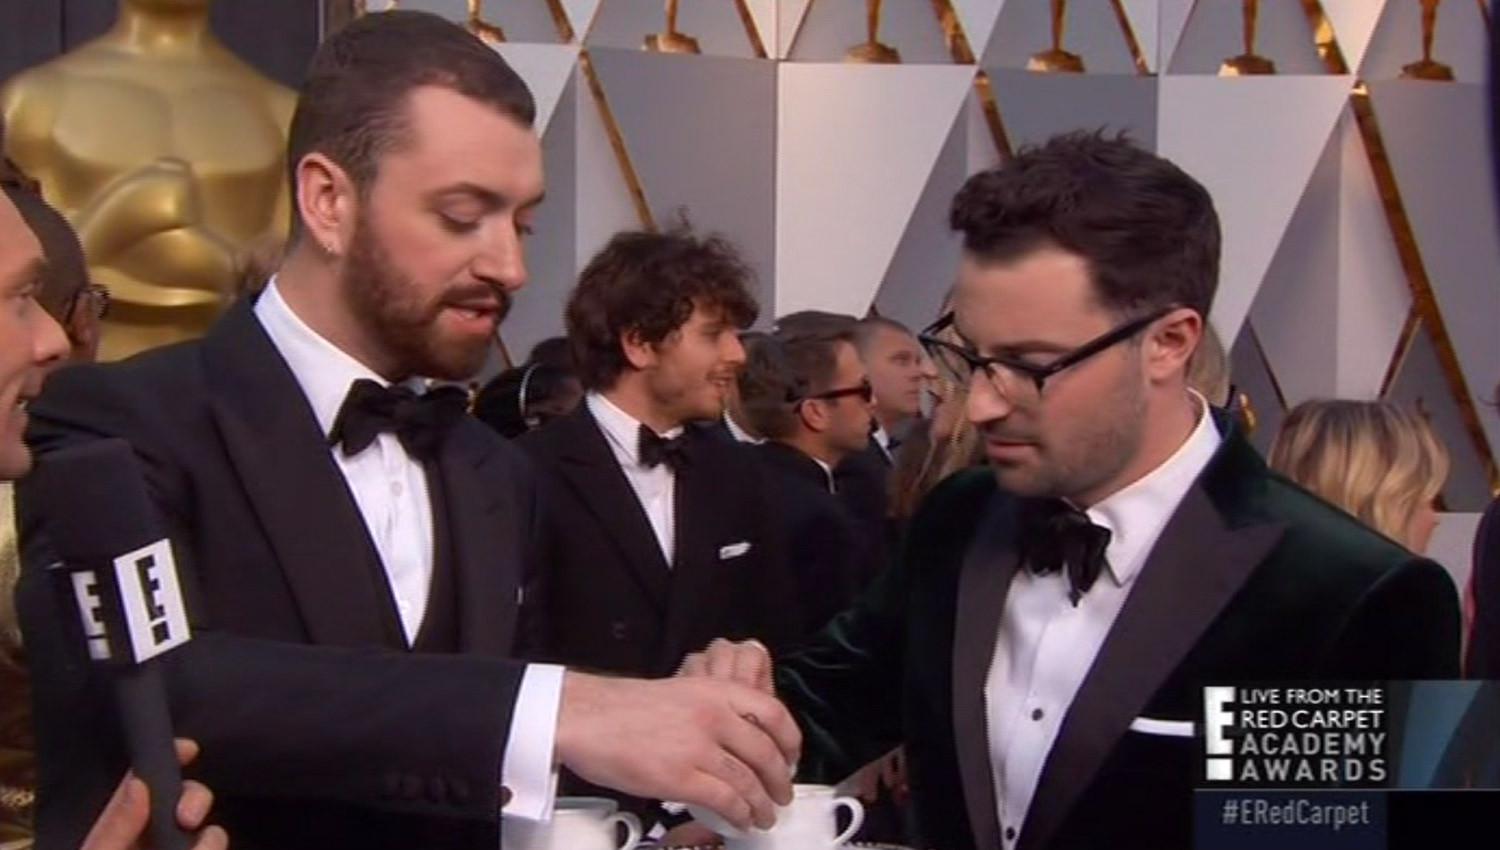 E!
E!
E!
LIVE FROM THE
RED CARPET
ACADEMY
AWARDS
#ERedCarpet